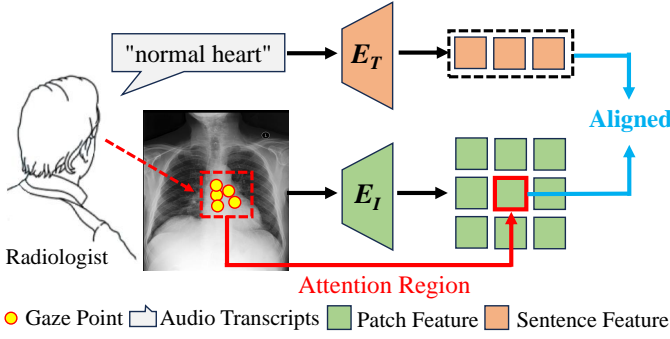 "normal heart"
E_T
Aligned
E_I
Radiologist
Attention Region
Gaze Point Audio Transcripts Patch Feature Sentence Feature